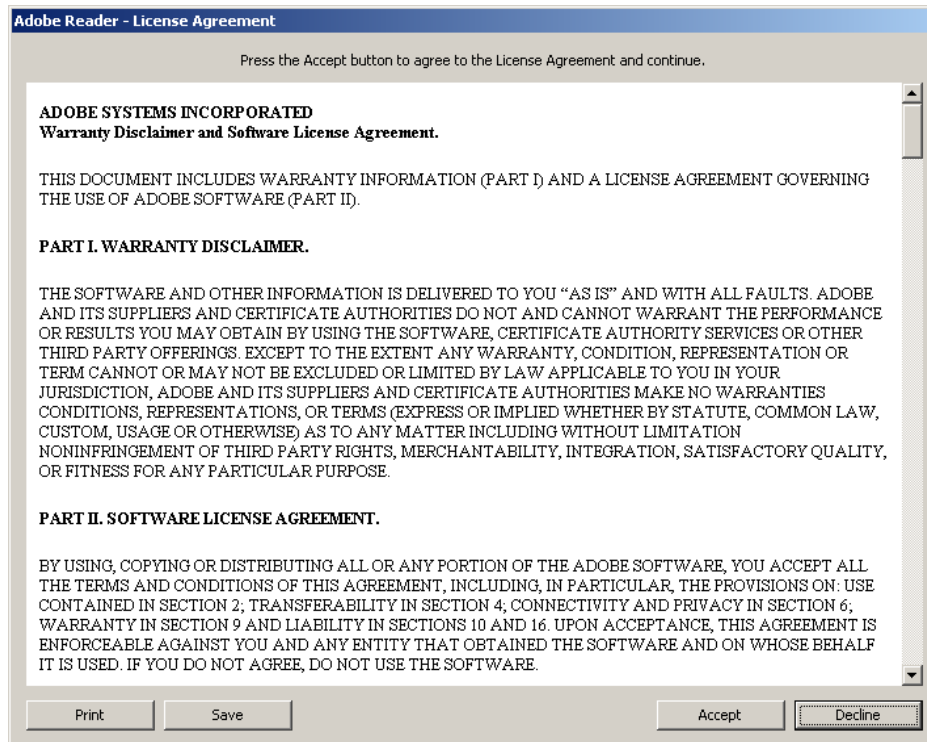 Adobe Reader - License Agreement
Press the Accept button to agree to the License Agreement and continue.
ADOBE SYSTEMS INCORPORATED
Warranty Disclaimer and Software License Agreement.
THIS DOCUMENT INCLUDES WARRANTY INFORMATION (PART I) AND A LICENSE AGREEMENT GOVERNING
THE USE OF ADOBE SOFTWARE (PART II).
PART I. WARRANTY DISCLAIMER.
THE SOFTWARE AND OTHER INFORMATION IS DELIVERED TO YOU “AS IS” AND WITH ALL FAULTS. ADOBE
AND ITS SUPPLIERS AND CERTIFICATE AUTHORITIES DO NOT AND CANNOT WARRANT THE PERFORMANCE
OR RESULTS YOU MAY OBTAIN BY USING THE SOFTWARE, CERTIFICATE AUTHORITY SERVICES OR OTHER
THIRD PARTY OFFERINGS. EXCEPT TO THE EXTENT ANY WARRANTY, CONDITION, REPRESENTATION OR
TERM CANNOT OR MAY NOT BE EXCLUDED OR LIMITED BY LAW APPLICABLE TO YOU IN YOUR
JURISDICTION, ADOBE AND ITS SUPPLIERS AND CERTIFICATE AUTHORITIES MAKE NO WARRANTIES
CONDITIONS, REPRESENTATIONS, OR TERMS (EXPRESS OR IMPLIED WHETHER BY STATUTE, COMMON LAW,
CUSTOM, USAGE OR OTHERWISE) AS TO ANY MATTER INCLUDING WITHOUT LIMITATION
NONINFRINGEMENT OF THIRD PARTY RIGHTS, MERCHANTABILITY, INTEGRATION, SATISFACTORY QUALITY,
OR FITNESS FOR ANY PARTICULAR PURPOSE.
PART II. SOFTWARE LICENSE AGREEMENT.
BY USING, COPYING OR DISTRIBUTING ALL OR ANY PORTION OF THE ADOBE SOFTWARE, YOU ACCEPT ALL
THE TERMS AND CONDITIONS OF THIS AGREEMENT, INCLUDING, IN PARTICULAR, THE PROVISIONS ON: USE
CONTAINED IN SECTION 2; TRANSFERABILITY IN SECTION 4; CONNECTIVITY AND PRIVACY IN SECTION 6;
WARRANTY IN SECTION 9 AND LIABILITY IN SECTIONS 10 AND 16. UPON ACCEPTANCE, THIS AGREEMENT IS
ENFORCEABLE AGAINST YOU AND ANY ENTITY THAT OBTAINED THE SOFTWARE AND ON WHOSE BEHALF
IT IS USED. IF YOU DO NOT AGREE, DO NOT USE THE SOFTWARE.
Print Save Accept Decline